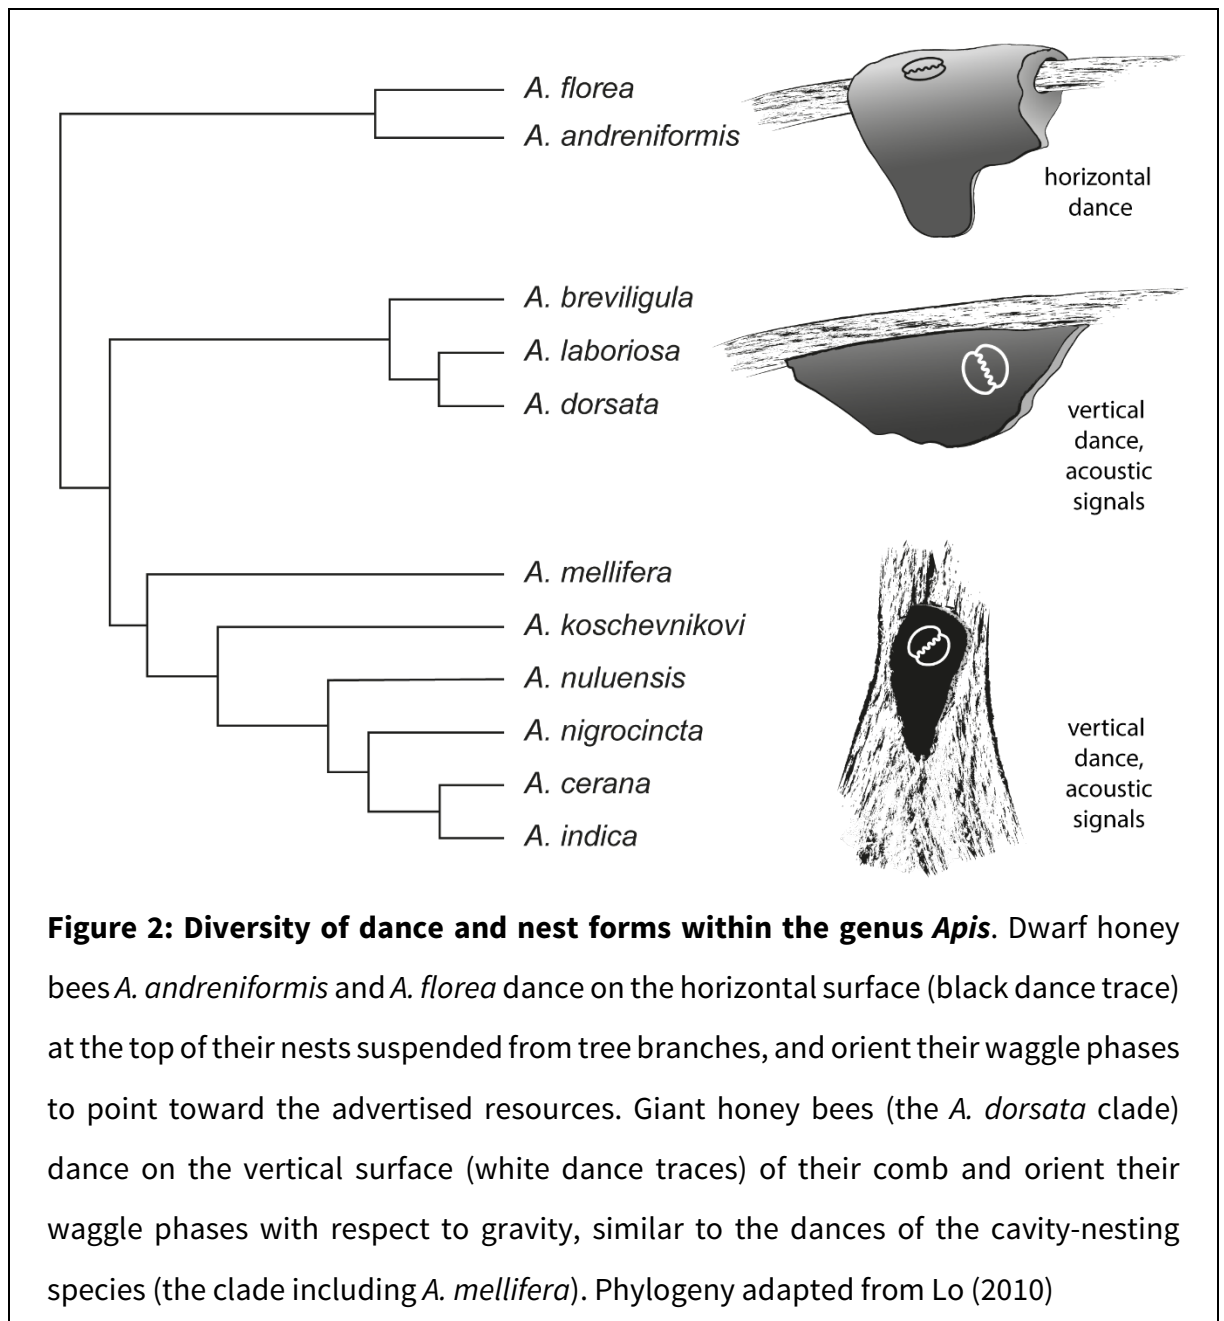 A. florea
A. andreniformis
horizontal
dance
A. breviligula
A. laboriosa
A. dorsata
vertical
dance,
acoustic
signals
A. mellifera
A. koschevnikovi
A. nuluensis
A. nigrocincta
A. cerana
A. indica
vertical
dance,
acoustic
signals
Figure 2: Diversity of dance and nest forms within the genus Apis. Dwarf honey
bees A. andreniformis and A. florea dance on the horizontal surface (black dance trace)
at the top of their nests suspended from tree branches, and orient their waggle phases
to point toward the advertised resources. Giant honey bees (the A. dorsata clade)
dance on the vertical surface (white dance traces) of their comb and orient their
waggle phases with respect to gravity, similar to the dances of the cavity-nesting
species (the clade including A. mellifera). Phylogeny adapted from Lo (2010)